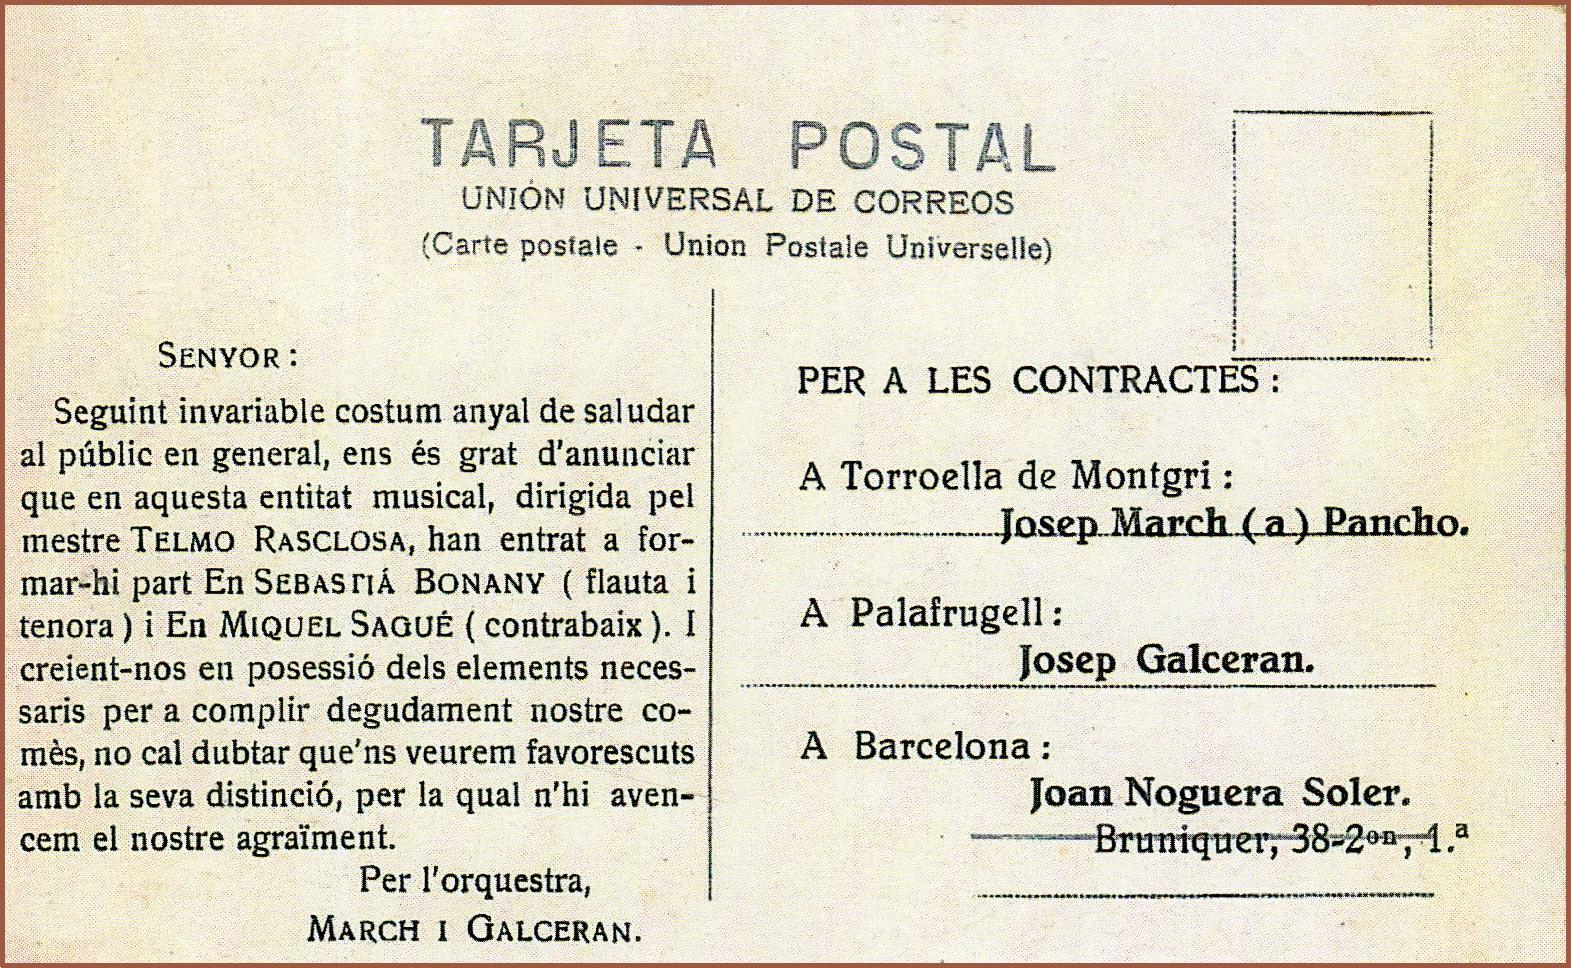 TARJETA POSTAL
UNIÓN UNIVERSAL DE CORREOS
(Carte postale - Union Postale Universelle)
SENYOR:
Seguint invariable costum anyal de saludar
al públic en general, ens és grat d'anunciar
que en aquesta entitat musical, dirigida pel
mestre TELMO RASCLOSA, han entrat a for-
mar-hi part En SEBASTIÁ BONANY (flauta i
tenora) i En MIQUEL SAGUÉ (contrabaix). I
creient-nos en posessió dels elements neces-
saris per a complir degudament nostre co-
mès, no cal dubtar que'ns veurem favorescuts
amb la seva distinció, per la qual n'hi aven-
cem el nostre agraïment.
Per l'orquestra,
MARCH I GALCERAN.
PER A LES CONTRACTES:
A Torroella de Montgri:
Josep March (a) Pancho.
A Palafrugell:
Josep Galceran.
A Barcelona:
Joan Noguera Soler.
Bruniquer, 38-2on, 1.ª